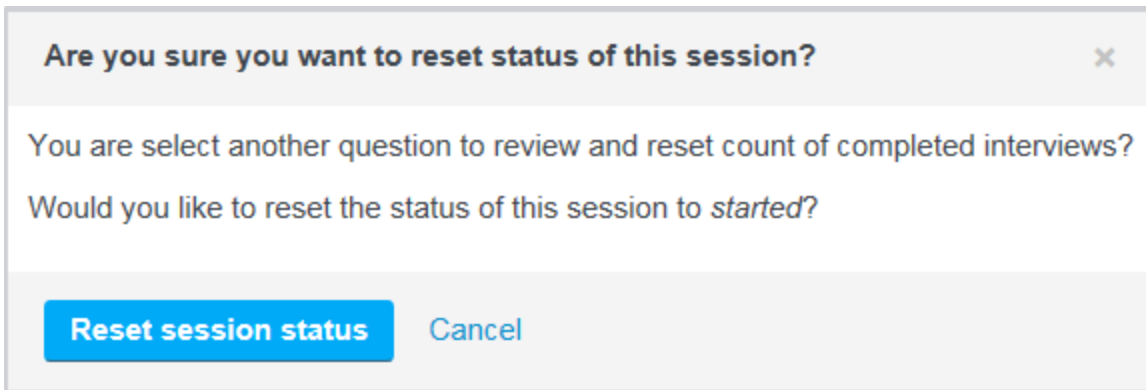 Are you sure you want to reset status of this session?
You are select another question to review and reset count of completed interviews?
Would you like to reset the status of this session to started?
Reset session status
Cancel